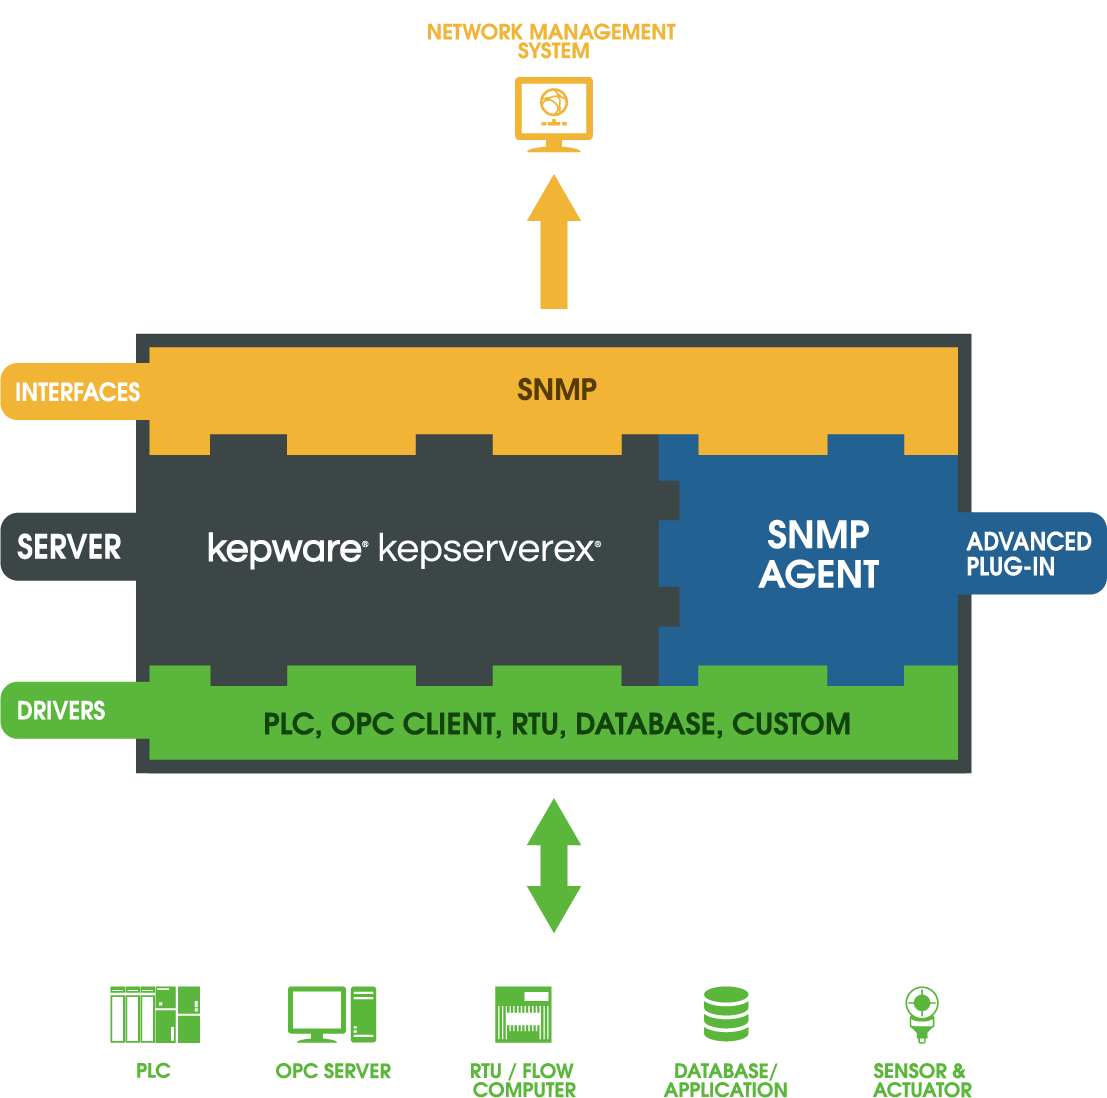 NETWORK MANAGEMENT
SYSTEM
INTERFACES
SNMP
SERVER
kepware® kepserverex®
SNMP
AGENT
ADVANCED
PLUG-IN
DRIVERS
PLC, OPC CLIENT, RTU, DATABASE, CUSTOM
PLC
OPC SERVER
RTU / FLOW
COMPUTER
DATABASE/
APPLICATION
SENSOR &
ACTUATOR